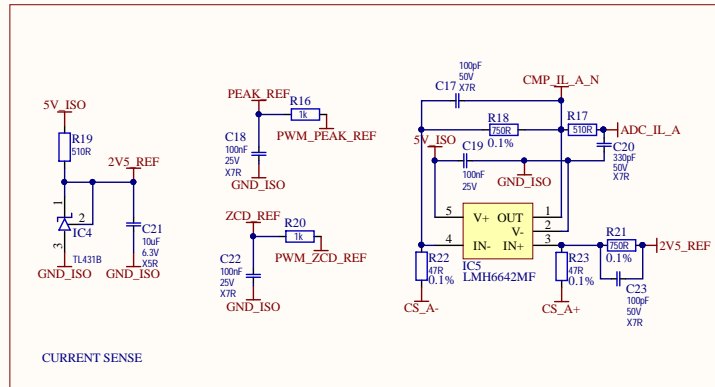 5V_ISO
R19
510R
2V5_REF
1
2
IC4
3
TL431B
GND_ISO
C21
10uF
6.3V
X5R
GND_ISO
PEAK_REF
R16
1k
PWM_PEAK_REF
C18
100nF
25V
X7R
GND_ISO
ZCD_REF
R20
1k
PWM_ZCD_REF
C22
100nF
25V
X7R
GND_ISO
100pF
50V
X7R
C17
CMP_IL_A_N
R18
750R
0.1%
R17
510R
ADC_IL_A
C20
330pF
50V
X7R
5V_ISO
C19
100nF
25V
GND_ISO
5 V+ OUT 1
V- 2
4 IN- IN+ 3
IC5
LMH6642MF
R22
47R
0.1%
CS_A-
R23
47R
0.1%
CS_A+
R21
750R
0.1%
2V5_REF
C23
100pF
50V
X7R
CURRENT SENSE